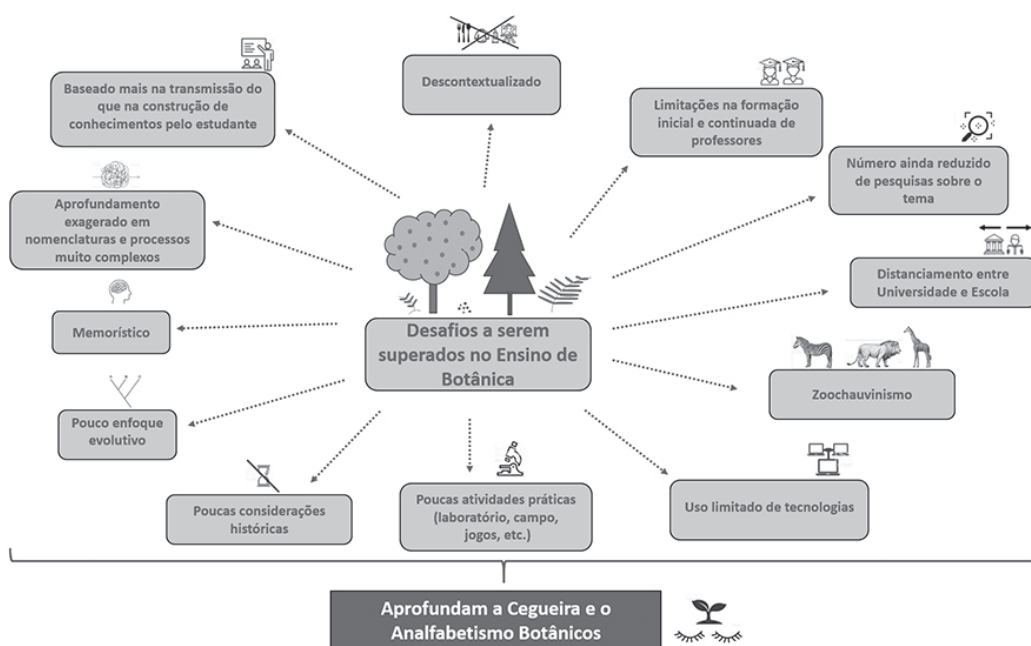 Baseado mais na transmissão do
que na construção de
conhecimentos pelo estudante
Descontextualizado
Limitações na formação
inicial e continuada de
professores
Número ainda reduzido
de pesquisas sobre o
tema
Aprofundamento
exagerado em
nomenclaturas e processos
muito complexos
Distanciamento entre
Universidade e Escola
Memorístico
Desafios a serem
superados no Ensino de
Botânica
Zoochauvinismo
Pouco enfoque
evolutivo
Poucas considerações
históricas
Poucas atividades práticas
(laboratório, campo,
jogos, etc.)
Uso limitado de tecnologias
Aprofundam a Cegueira e o
Analfabetismo Botânicos